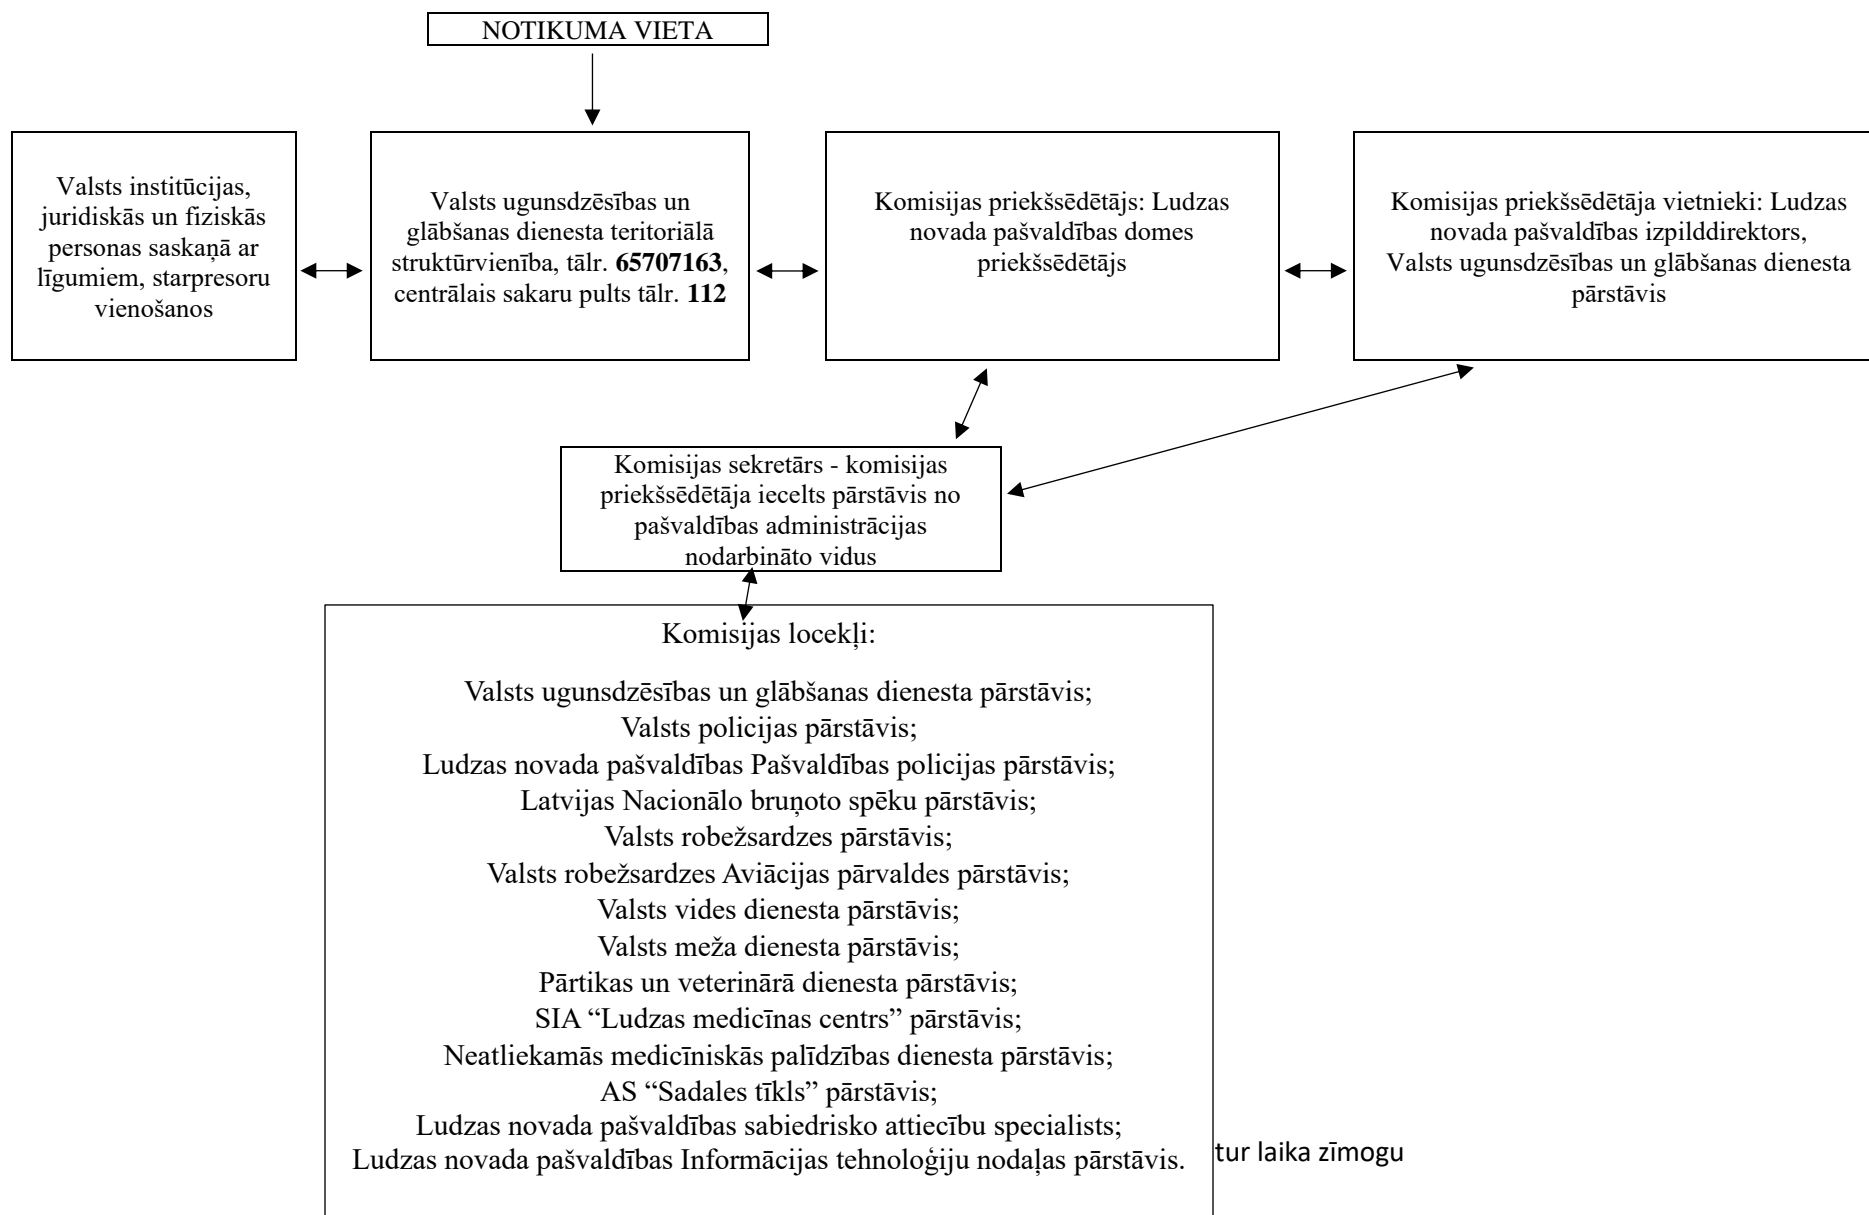 NOTIKUMA VIETA
Valsts institūcijas,
juridiskās un fiziskās
personas saskaņā ar
līgumiem, starpresoru
vienošanos
Valsts ugunsdzēsības un
glābšanas dienesta teritoriālā
struktūrvienība, tālr. 65707163,
centrālais sakaru pults tālr. 112
Komisijas priekšsēdētājs: Ludzas
novada pašvaldības domes
priekšsēdētājs
Komisijas priekšsēdētāja vietnieki: Ludzas
novada pašvaldības izpilddirektors,
Valsts ugunsdzēsības un glābšanas dienesta
pārstāvis
Komisijas sekretārs - komisijas
priekšsēdētāja iecelts pārstāvis no
pašvaldības administrācijas
nodarbināto vidus
Komisijas locekļi:
Valsts ugunsdzēsības un glābšanas dienesta pārstāvis;
Valsts policijas pārstāvis;
Ludzas novada pašvaldības Pašvaldības policijas pārstāvis;
Latvijas Nacionālo bruņoto spēku pārstāvis;
Valsts robežsardzes pārstāvis;
Valsts robežsardzes Aviācijas pārvaldes pārstāvis;
Valsts vides dienesta pārstāvis;
Valsts meža dienesta pārstāvis;
Pārtikas un veterinārā dienesta pārstāvis;
SIA “Ludzas medicīnas centrs” pārstāvis;
Neatliekamās medicīniskās palīdzības dienesta pārstāvis;
AS “Sadales tīkls” pārstāvis;
Ludzas novada pašvaldības sabiedrisko attiecību specialists;
Ludzas novada pašvaldības Informācijas tehnoloģiju nodaļas pārstāvis.
tur laika zīmogu